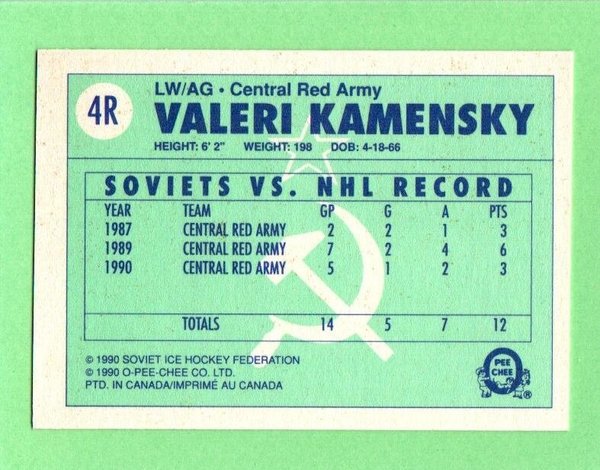 4R
LW/AG • Central Red Army
VALERI KAMENSKY
HEIGHT: 6' 2" WEIGHT: 198 DOB: 4-18-66
SOVIETS VS. NHL RECORD
YEAR TEAM GP G A PTS
1987 CENTRAL RED ARMY 2 2 1 3
1989 CENTRAL RED ARMY 7 2 4 6
1990 CENTRAL RED ARMY 5 1 2 3
TOTALS 14 5 7 12
© 1990 SOVIET ICE HOCKEY FEDERATION
© 1990 O-PEE-CHEE CO. LTD.
PTD. IN CANADA/IMPRIMÉ AU CANADA
O
PEE
CHEE
®